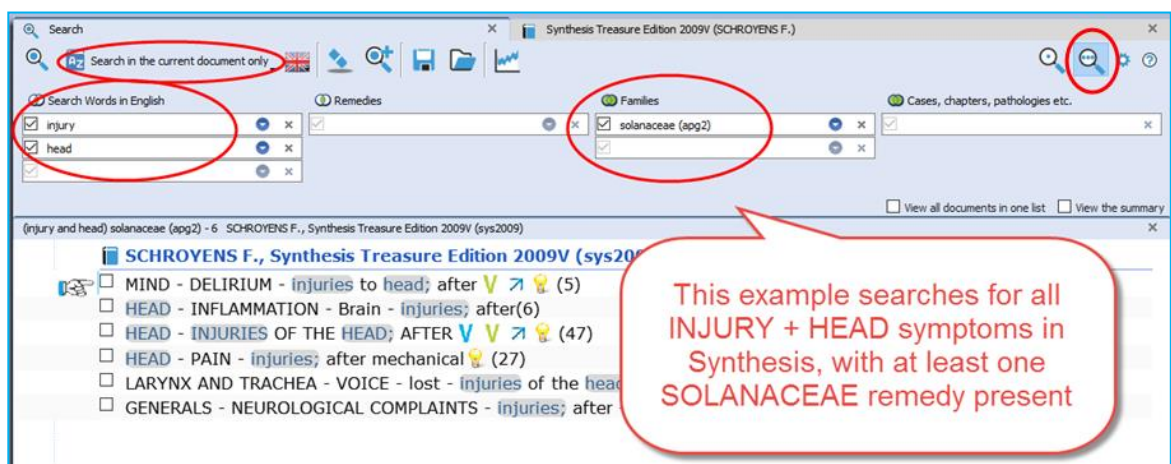 Search
Synthesis Treasure Edition 2009V (SCHROYENS F.)
AZ Search in the current document only
Search Words in English
Remedies
Families
Cases, chapters, pathologies etc.
injury
solanaceae (apg2)
head
View all documents in one list
View the summary
(injury and head) solanaceae (apg2) - 6 SCHROYENS F., Synthesis Treasure Edition 2009V (sys2009)
SCHROYENS F., Synthesis Treasure Edition 2009V
MIND - DELIRIUM - injuries to head; after (5)
HEAD - INFLAMMATION - Brain - injuries; after(6)
HEAD - INJURIES OF THE HEAD; AFTER (47)
HEAD - PAIN - injuries; after mechanical (27)
LARYNX AND TRACHEA - VOICE - lost - injuries of the
GENERALS - NEUROLOGICAL COMPLAINTS - injuries; after
This example searches for all
INJURY + HEAD symptoms in
Synthesis, with at least one
SOLANACEAE remedy present